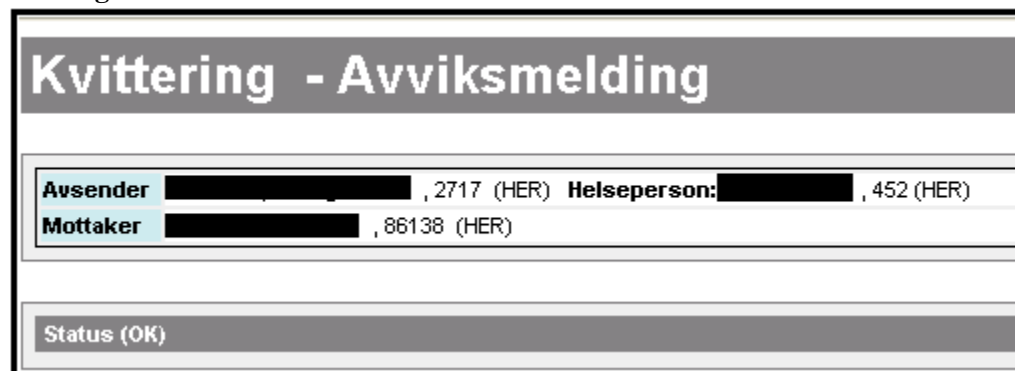 Kvittering - Avviksmelding
Avsender , 2717 (HER) Helseperson: , 452 (HER)
Mottaker , 86138 (HER)
Status (OK)